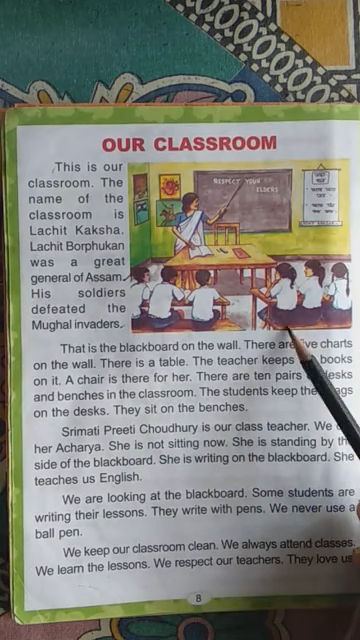 OUR CLASSROOM
This is our
classroom. The
name of the
classroom is
Lachit Kaksha.
Lachit Borphukan
was a great
general of Assam.
His soldiers
defeated the
Mughal invaders.
RESPECT YOUR
ELDERS
That is the blackboard on the wall. There are five charts
on the wall. There is a table. The teacher keeps books
on it. A chair is there for her. There are ten pairs desks
and benches in the classroom. The students keep the bags
on the desks. They sit on the benches.
Srimati Preeti Choudhury is our class teacher. We
her Acharya. She is not sitting now. She is standing by the
side of the blackboard. She is writing on the blackboard. She
teaches us English.
We are looking at the blackboard. Some students are
writing their lessons. They write with pens. We never use a
ball pen.
We keep our classroom clean. We always attend classes.
We learn the lessons. We respect our teachers. They love us
8